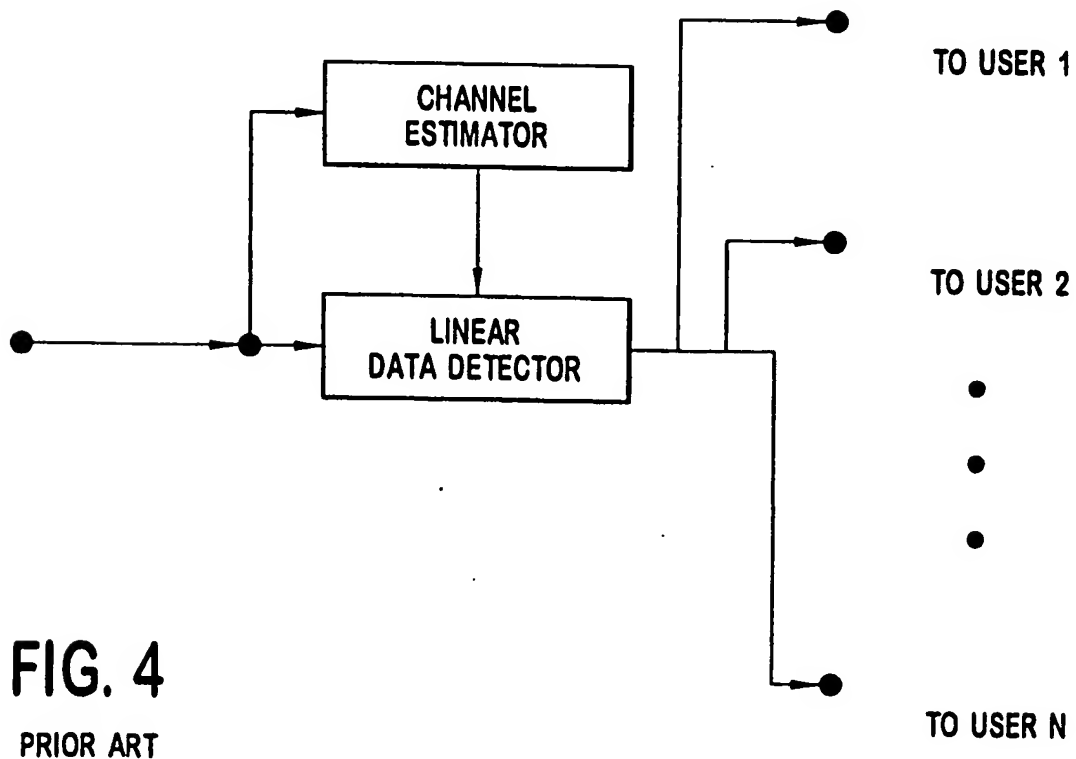 TO USER 1
CHANNEL
ESTIMATOR
TO USER 2
LINEAR
DATA DETECTOR
TO USER N
FIG. 4
PRIOR ART